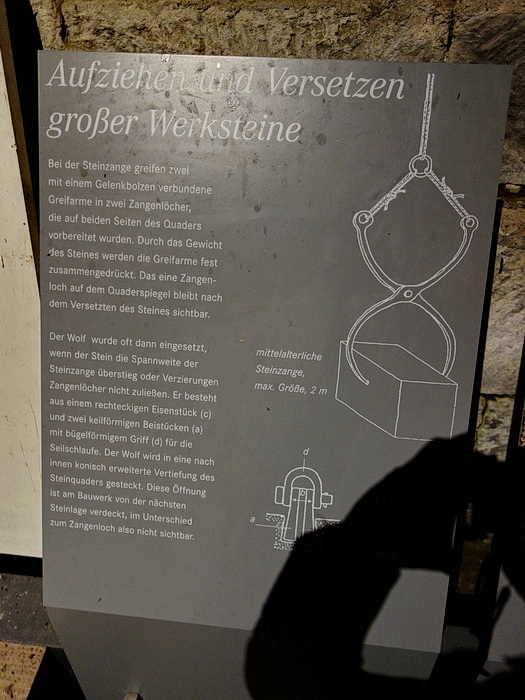 Aufziehen und Versetzen
großer Werksteine
Bei der Steinzange greifen zwei
mit einem Gelenkbolzen verbundene
Greifarme in zwei Zangenlöcher,
die auf beiden Seiten des Quaders
vorbereitet wurden. Durch das Gewicht
des Steines werden die Greifarme fest
zusammengedrückt. Das eine Zangen-
loch auf dem Quaderspiegel bleibt nach
dem Versetzten des Steines sichtbar.
Der Wolf wurde oft dann eingesetzt,
wenn der Stein die Spannweite der
Steinzange überstieg oder Verzierungen
Zangenlöcher nicht zuließen. Er besteht
aus einem rechteckigen Eisenstück (c)
und zwei keilförmigen Beistücken (a)
mit bügelförmigem Griff (d) für die
Seilschlaufe. Der Wolf wird in eine nach
innen konisch erweiterte Vertiefung des
Steinquaders gesteckt. Diese Öffnung
ist am Bauwerk von der nächsten
Steinlage verdeckt, im Unterschied
zum Zangenloch also nicht sichtbar.
mittelalterliche
Steinzange,
max. Größe, 2 m
d
b
a